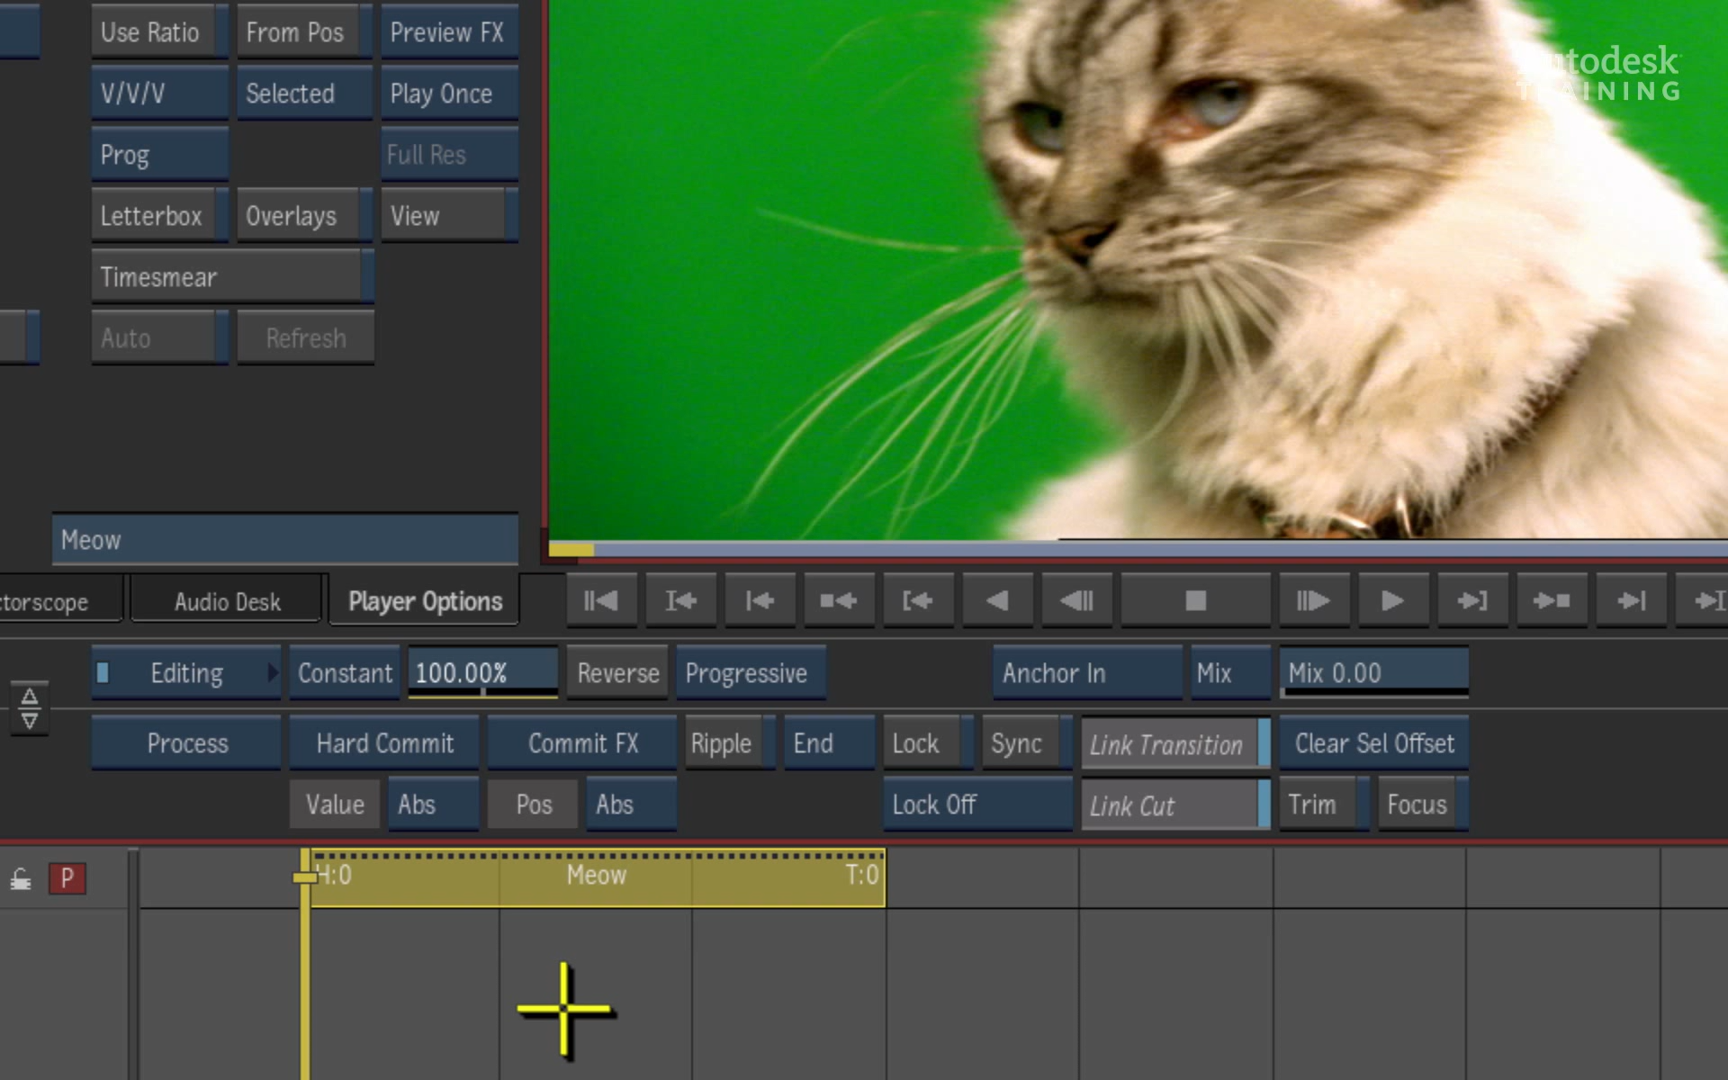 Use Ratio From Pos Preview FX
V/V/V Selected Play Once
Prog Full Res
Letterbox Overlays View
Timesmear
Auto Refresh
Autodesk
TRAINING
Meow
ctorscope Audio Desk Player Options
Editing Constant 100.00% Reverse Progressive Anchor In Mix Mix 0.00
Process Hard Commit Commit FX Ripple End Lock Sync Link Transition Clear Sel Offset
Value Abs Pos Abs Lock Off Link Cut Trim Focus
P H:0 Meow T:0